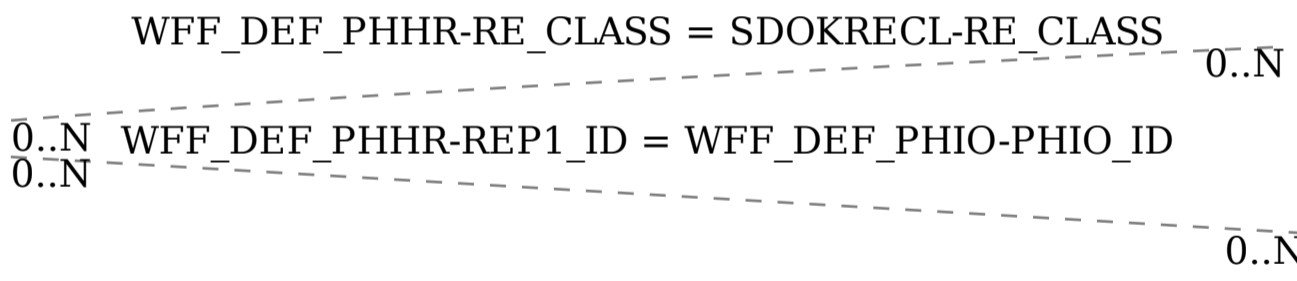 WFF_DEF_PHHR-RE_CLASS = SDOKRECL-RE_CLASS
0..N
0..N WFF_DEF_PHHR-REP1_ID = WFF_DEF_PHIO-PHIO_ID
0..N
0..N